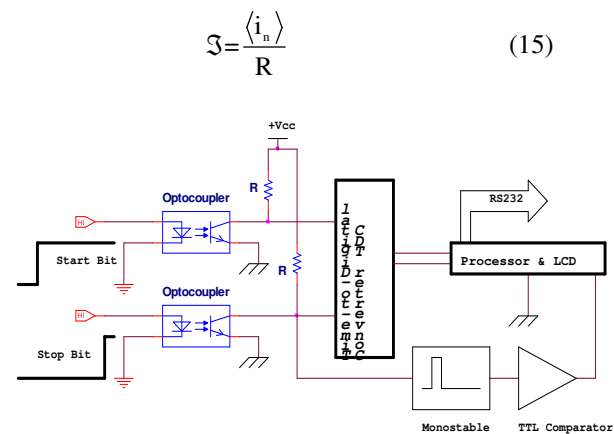 ℑ=⟨i_n⟩/R (15)
+Vcc
R
Optocoupler
HI
Start Bit
R
Time-to-Digital
Converter TDC
RS232
Processor & LCD
Optocoupler
HI
Stop Bit
Monostable
TTL Comparator